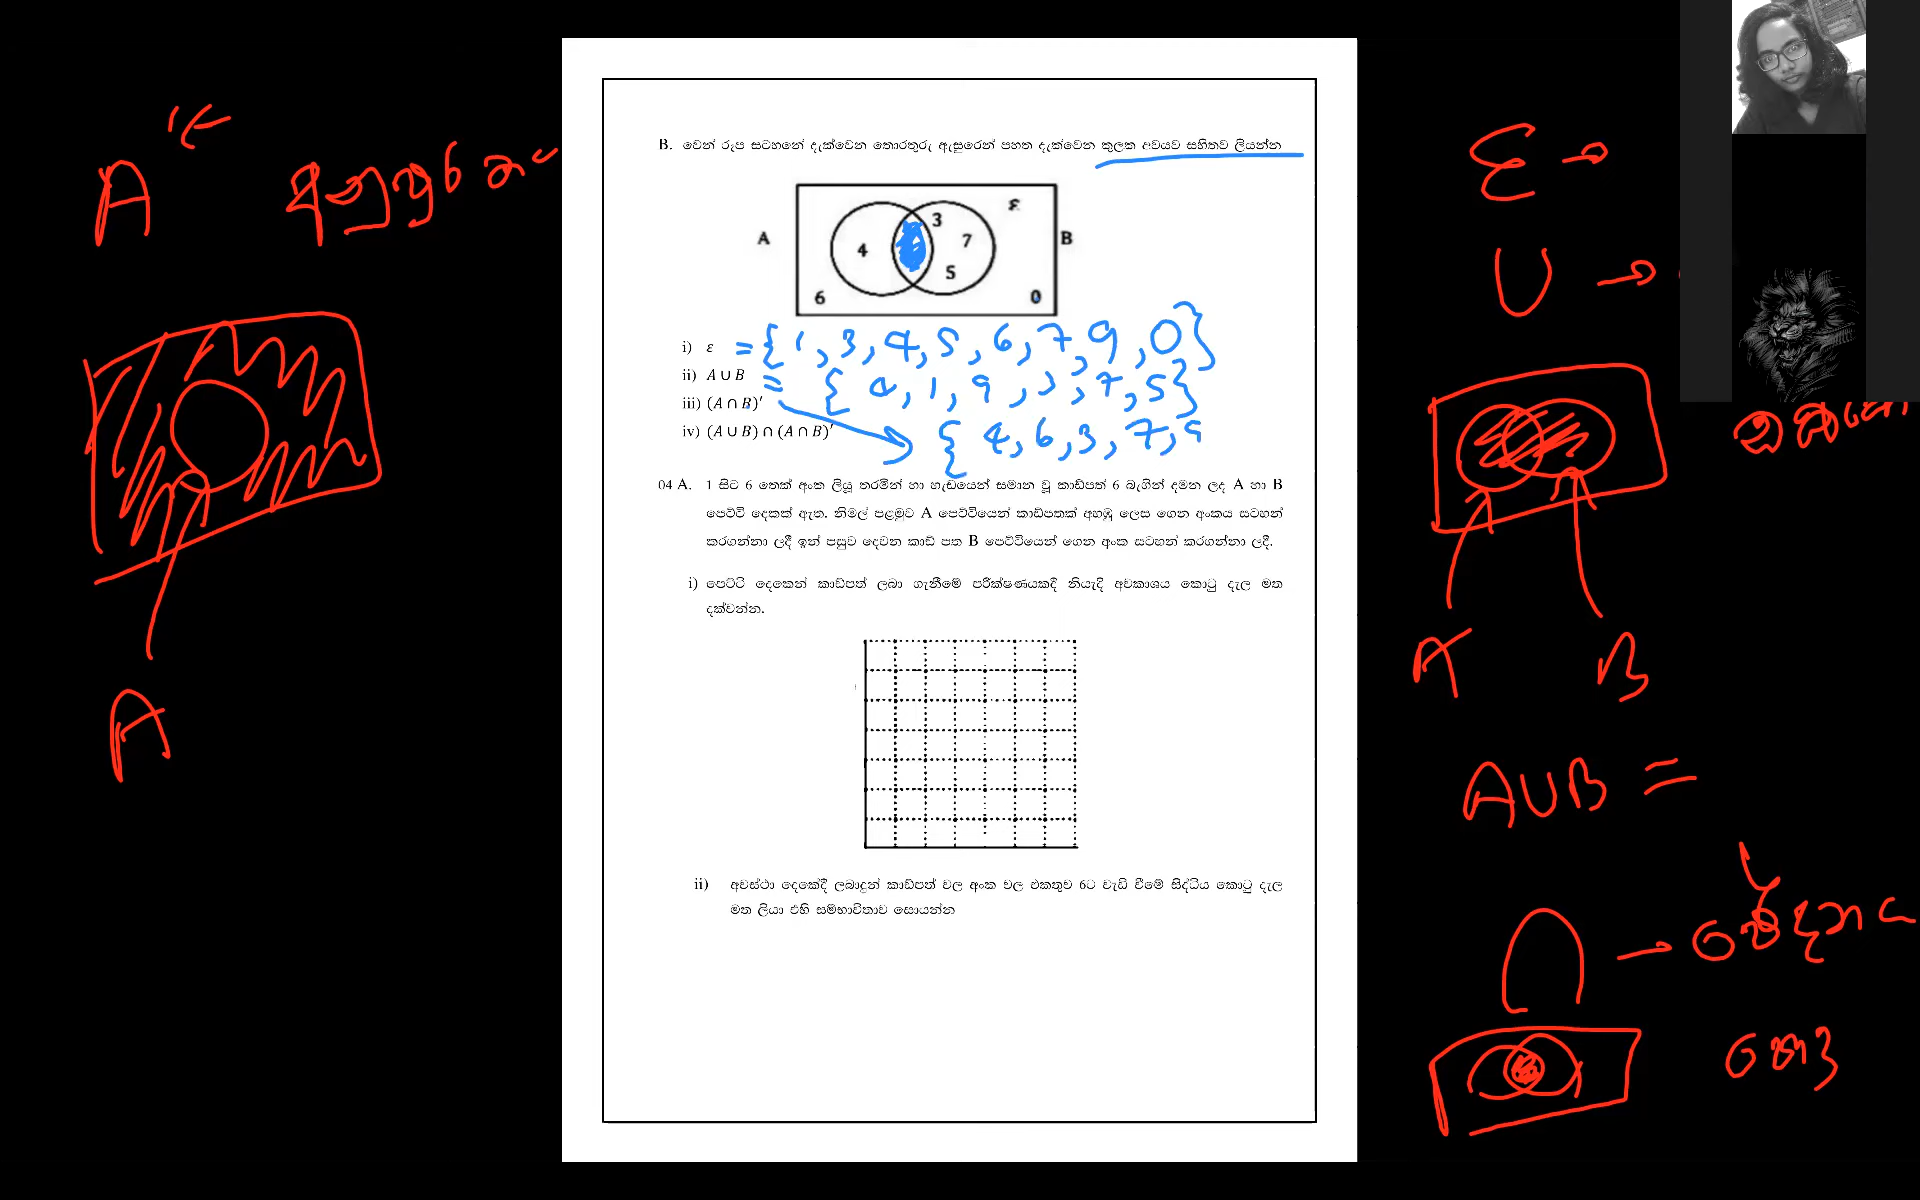 B. වෙන් රූප සටහනේ දැක්වෙන තොරතුරු ඇසුරෙන් පහත දැක්වෙන කුලක අවයව සහිතව ලියන්න
A
B
ε
4
3
7
5
6
0
i) ε = {1, 3, 4, 5, 6, 7, 9, 0}
ii) A ∪ B = {4, 1, 9, 3, 7, 5}
iii) (A ∩ B)′
iv) (A ∪ B) ∩ (A ∩ B)′
{4, 6, 3, 7,
04 A. 1 සිට 6 තෙක් අංක ලියූ තරමින් හා හැඩයෙන් සමාන වූ කාඩ්පත් 6 බැගින් දමන ලද A හා B
පෙට්ටි දෙකක් ඇත. නිමල් පළමුව A පෙට්ටියෙන් කාඩ්පතක් අහඹු ලෙස ගෙන අංකය සටහන්
කරගන්නා ලදී ඉන් පසුව දෙවන කාඩ් පත B පෙට්ටියෙන් ගෙන අංක සටහන් කරගන්නා ලදී.
i) පෙට්ටි දෙකෙන් කාඩ්පත් ලබා ගැනීමේ පරීක්ෂණයකදී නියැදි අවකාශය කොටු දැල මත
දක්වන්න.
ii) අවස්ථා දෙකේදී ලබාදුන් කාඩ්පත් වල අංක වල එකතුව 6ට වැඩි වීමේ සිද්ධිය කොටු දැල
මත ලියා එහි සම්භාවිතාව සොයන්න
A
A
ε →
∪ →
A
B
A∪B =
∩ →